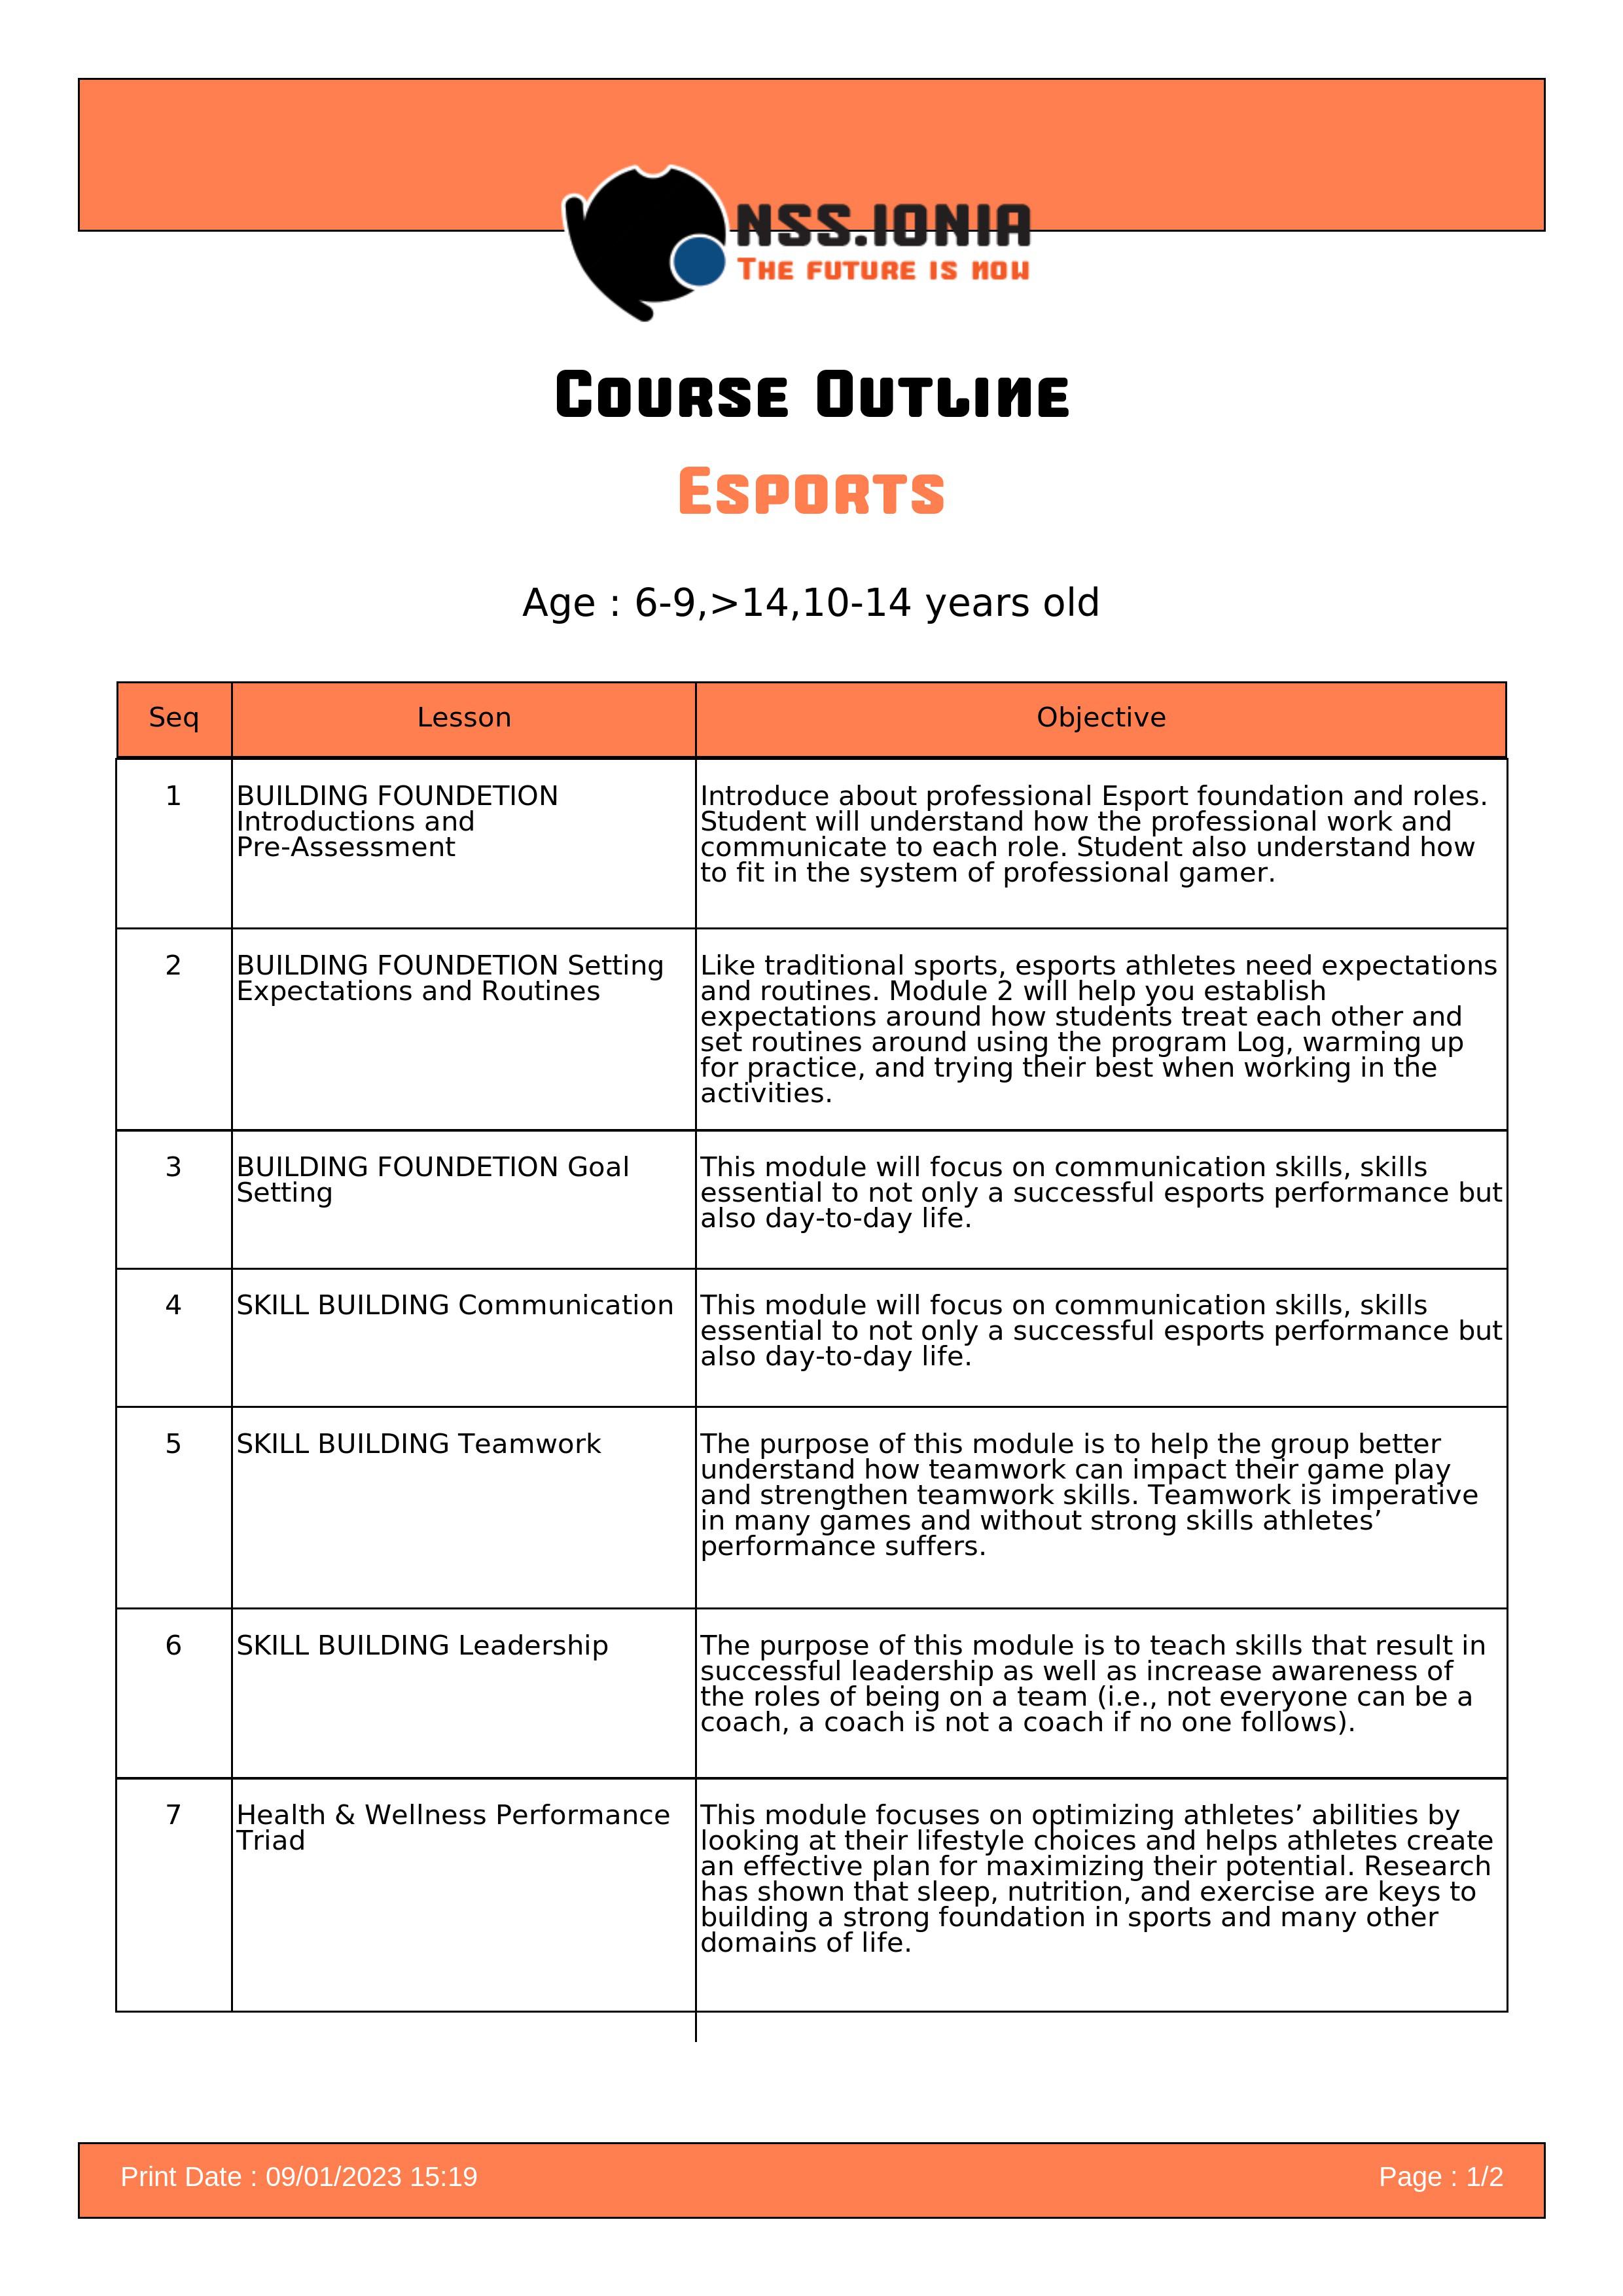 NSS.IONIA
THE FUTURE IS NOW
COURSE OUTLINE
ESPORTS
Age : 6-9,>14,10-14 years old
Seq Lesson Objective
1
BUILDING FOUNDETION
Introductions and
Pre-Assessment
Introduce about professional Esport foundation and roles.
Student will understand how the professional work and
communicate to each role. Student also understand how
to fit in the system of professional gamer.
2
BUILDING FOUNDETION Setting
Expectations and Routines
Like traditional sports, esports athletes need expectations
and routines. Module 2 will help you establish
expectations around how students treat each other and
set routines around using the program Log, warming up
for practice, and trying their best when working in the
activities.
3
BUILDING FOUNDETION Goal
Setting
This module will focus on communication skills, skills
essential to not only a successful esports performance but
also day-to-day life.
4
SKILL BUILDING Communication
This module will focus on communication skills, skills
essential to not only a successful esports performance but
also day-to-day life.
5
SKILL BUILDING Teamwork
The purpose of this module is to help the group better
understand how teamwork can impact their game play
and strengthen teamwork skills. Teamwork is imperative
in many games and without strong skills athletes’
performance suffers.
6
SKILL BUILDING Leadership
The purpose of this module is to teach skills that result in
successful leadership as well as increase awareness of
the roles of being on a team (i.e., not everyone can be a
coach, a coach is not a coach if no one follows).
7
Health & Wellness Performance
Triad
This module focuses on optimizing athletes’ abilities by
looking at their lifestyle choices and helps athletes create
an effective plan for maximizing their potential. Research
has shown that sleep, nutrition, and exercise are keys to
building a strong foundation in sports and many other
domains of life.
Print Date : 09/01/2023 15:19
Page : 1/2